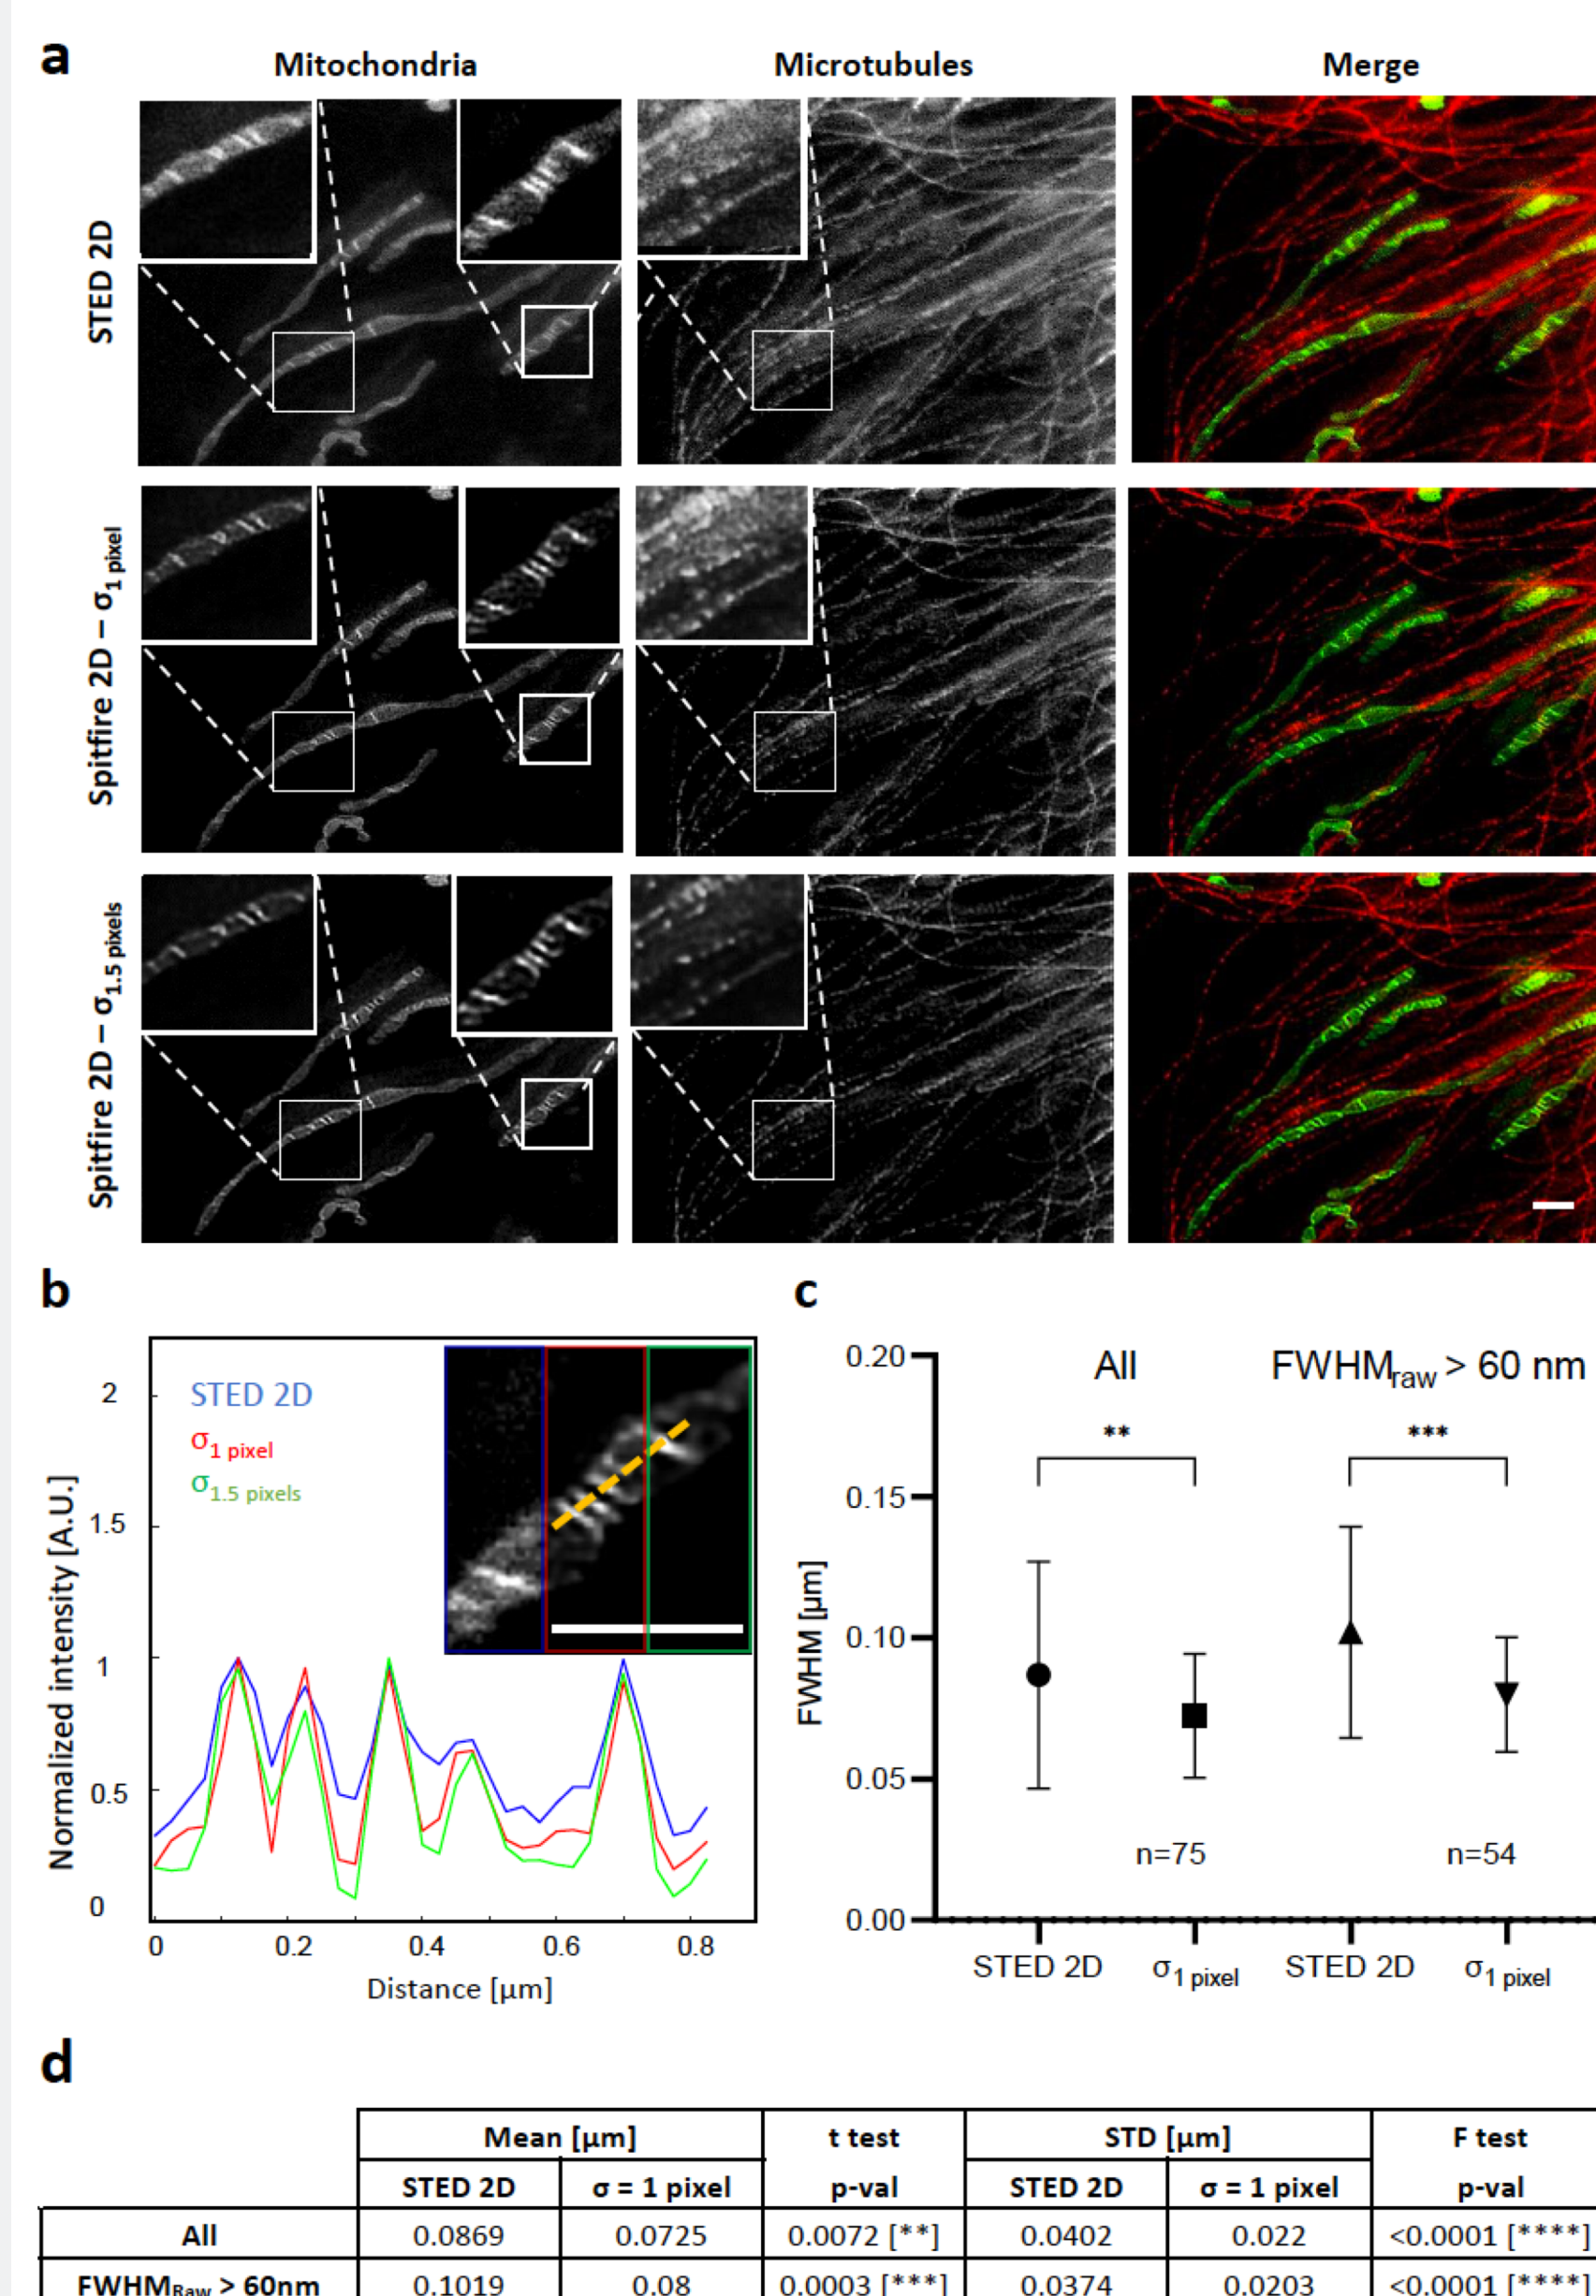 a
Mitochondria
Microtubules
Merge
STED 2D
Spitfire 2D – σ1 pixel
Spitfire 2D – σ1.5 pixels
b
Normalized intensity [A.U.]
2
1.5
1
0.5
0
STED 2D
σ1 pixel
σ1.5 pixels
0 0.2 0.4 0.6 0.8
Distance [µm]
c
FWHM [µm]
0.20
0.15
0.10
0.05
0.00
All
FWHMraw > 60 nm
** ***
n=75 n=54
STED 2D σ1 pixel STED 2D σ1 pixel
d
Mean [µm] t test STD [µm] F test
STED 2D σ = 1 pixel p-val STED 2D σ = 1 pixel p-val
All 0.0869 0.0725 0.0072 [**] 0.0402 0.022 <0.0001 [****]
FWHMRaw > 60nm 0.1019 0.08 0.0003 [***] 0.0374 0.0203 <0.0001 [****]